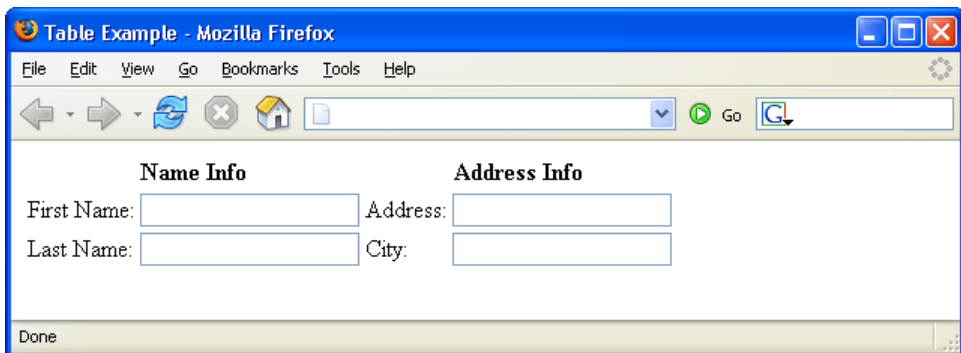 Table Example - Mozilla Firefox
File Edit View Go Bookmarks Tools Help
Go G
Name Info Address Info
First Name: Address:
Last Name: City:
Done